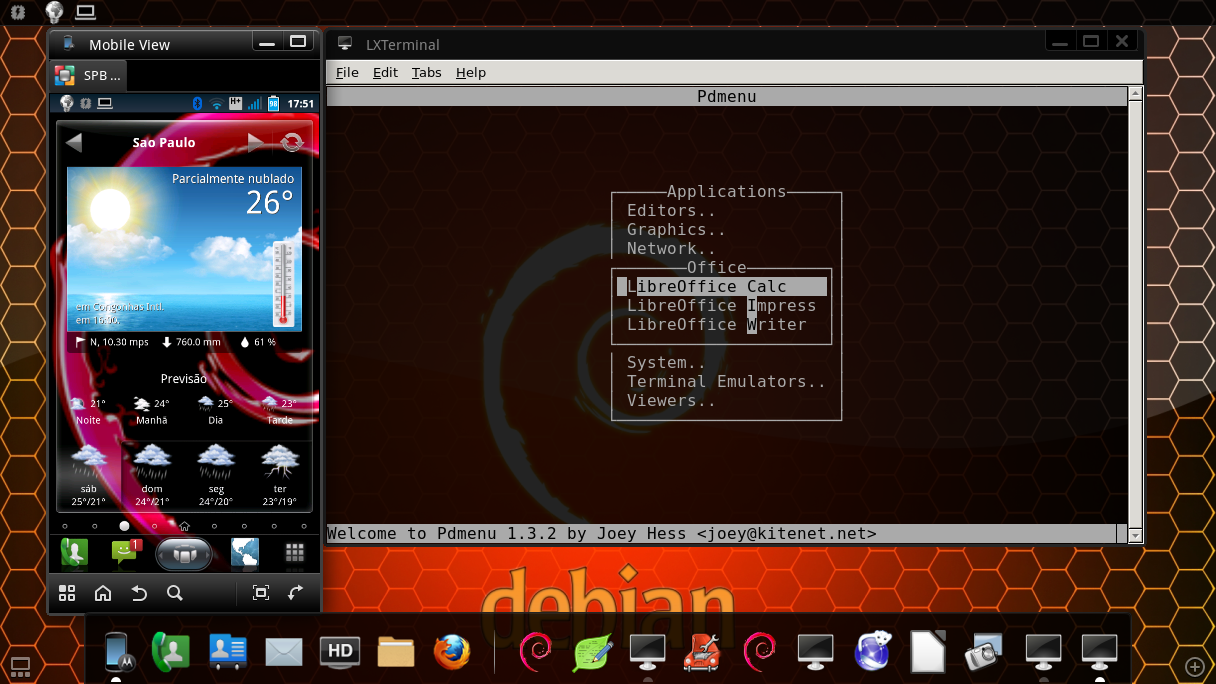 Mobile View
SPB ...
H+
98
17:51
Sao Paulo
Parcialmente nublado
26°
em Congonhas Intl.
em 16:00.
N, 10.30 mps
760.0 mm
61 %
Previsão
21°
24°
25°
23°
Noite
Manhã
Dia
Tarde
sáb
dom
seg
ter
25°/21°
24°/21°
24°/20°
23°/19°
1
LXTerminal
File Edit Tabs Help
Pdmenu
Applications
Editors..
Graphics..
Network..
Office
LibreOffice Calc
LibreOffice Impress
LibreOffice Writer
System..
Terminal Emulators..
Viewers..
Welcome to Pdmenu 1.3.2 by Joey Hess <joey@kitenet.net>
debian
HD